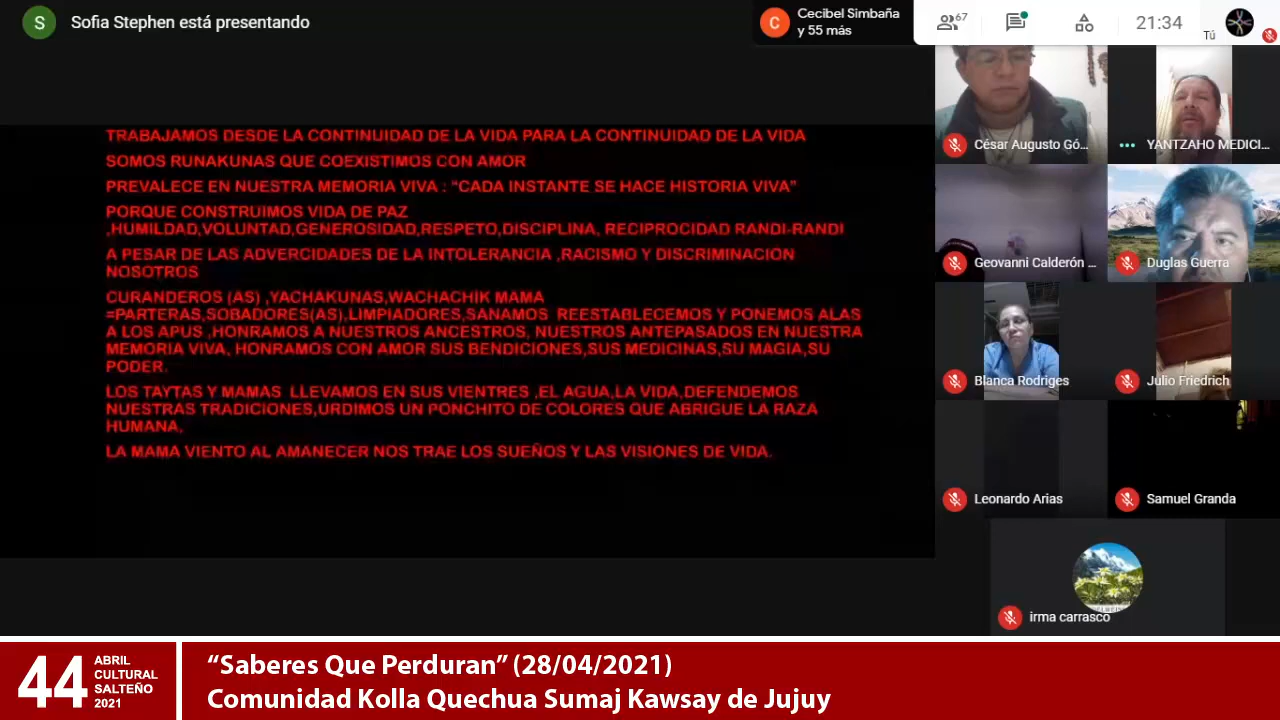 S Sofia Stephen está presentando
C Cecibel Simbaña
y 55 más
67
21:34
Tú
TRABAJAMOS DESDE LA CONTINUIDAD DE LA VIDA PARA LA CONTINUIDAD DE LA VIDA
SOMOS RUNAKUNAS QUE COEXISTIMOS CON AMOR
PREVALECE EN NUESTRA MEMORIA VIVA : “CADA INSTANTE SE HACE HISTORIA VIVA”
PORQUE CONSTRUIMOS VIDA DE PAZ
,HUMILDAD,VOLUNTAD,GENEROSIDAD,RESPETO,DISCIPLINA, RECIPROCIDAD RANDI-RANDI
A PESAR DE LAS ADVERCIDADES DE LA INTOLERANCIA ,RACISMO Y DISCRIMINACION
NOSOTROS
CURANDEROS (AS) ,YACHAKUNAS,WACHACHIK MAMA
=PARTERAS,SOBADORES(AS),LIMPIADORES,SANAMOS REESTABLECEMOS Y PONEMOS ALAS
A LOS APUS ,HONRAMOS A NUESTROS ANCESTROS, NUESTROS ANTEPASADOS EN NUESTRA
MEMORIA VIVA, HONRAMOS CON AMOR SUS BENDICIONES,SUS MEDICINAS,SU MAGIA,SU
PODER.
LOS TAYTAS Y MAMAS LLEVAMOS EN SUS VIENTRES ,EL AGUA,LA VIDA,DEFENDEMOS
NUESTRAS TRADICIONES,URDIMOS UN PONCHITO DE COLORES QUE ABRIGUE LA RAZA
HUMANA.
LA MAMA VIENTO AL AMANECER NOS TRAE LOS SUEÑOS Y LAS VISIONES DE VIDA.
César Augusto Gó...
YANTZAHO MEDICI...
Geovanni Calderón ...
Duglas Guerra
Blanca Rodriges
Julio Friedrich
Leonardo Arias
Samuel Granda
irma carrasco
44 ABRIL
CULTURAL
SALTEÑO
2021
“Saberes Que Perduran” (28/04/2021)
Comunidad Kolla Quechua Sumaj Kawsay de Jujuy